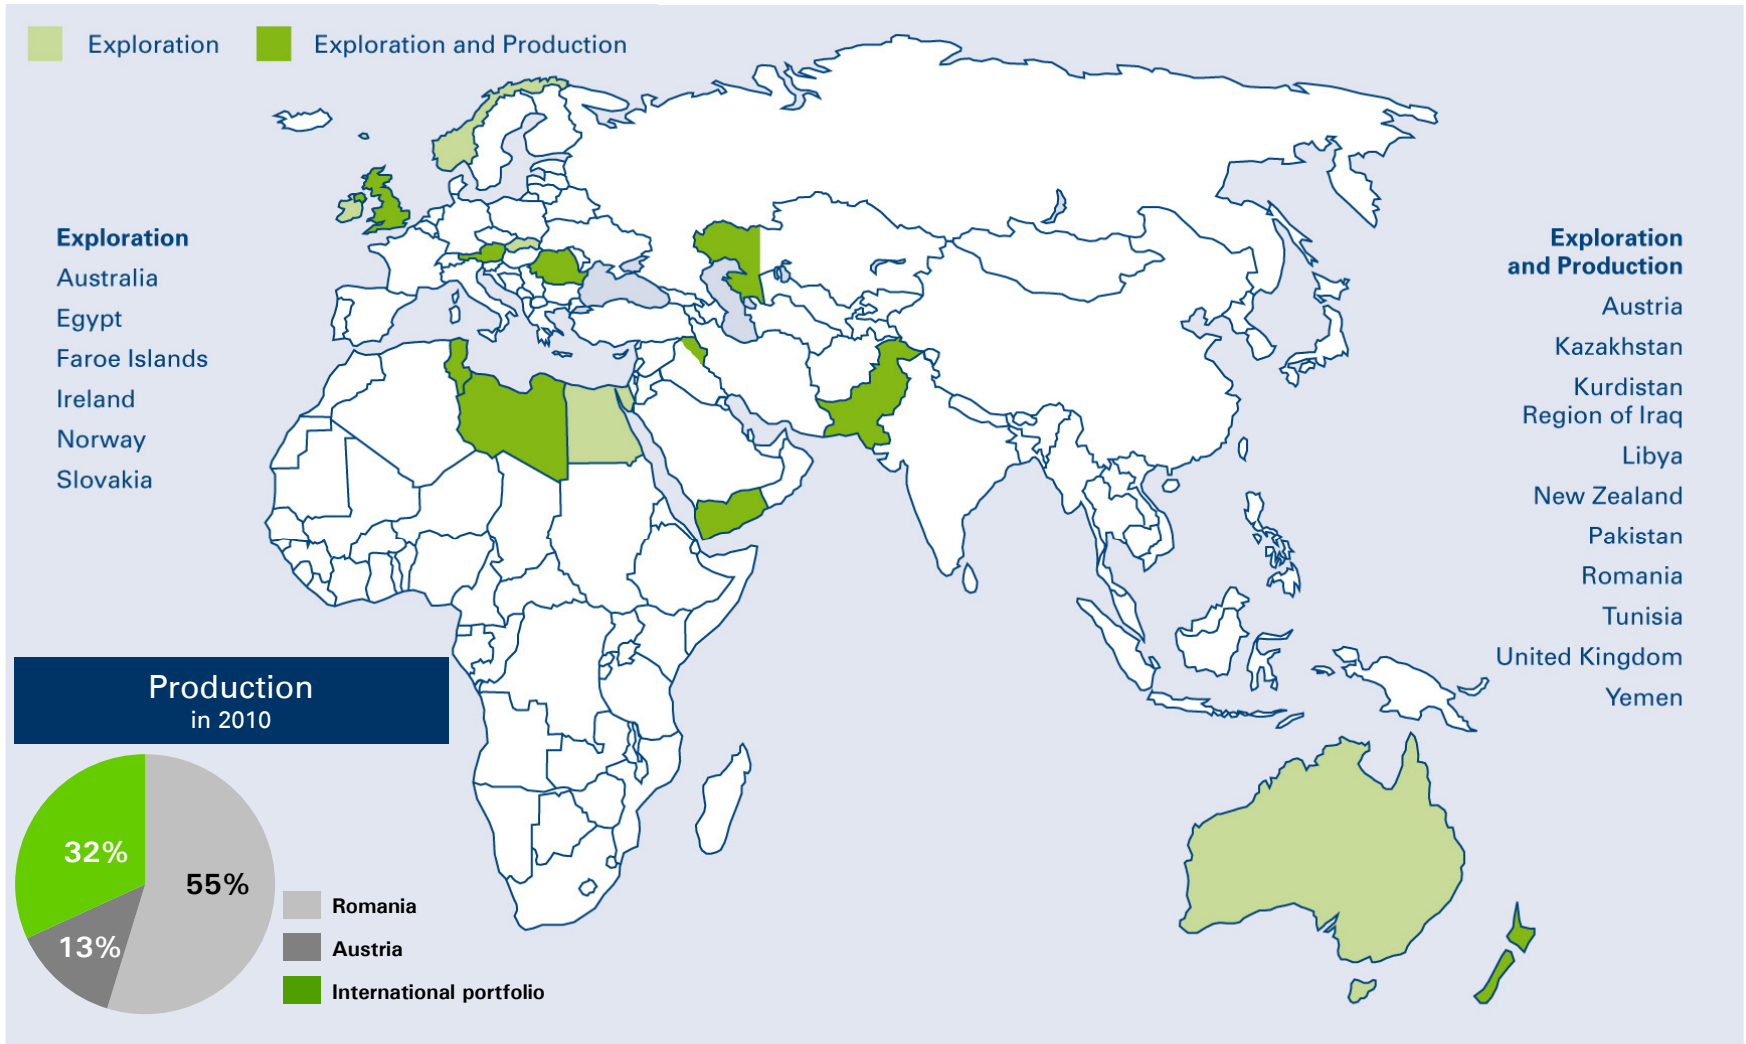 Exploration
Exploration and Production
Exploration
Australia
Egypt
Faroe Islands
Ireland
Norway
Slovakia
Exploration
and Production
Austria
Kazakhstan
Kurdistan
Region of Iraq
Libya
New Zealand
Pakistan
Romania
Tunisia
United Kingdom
Yemen
Production
in 2010
32%
55%
13%
Romania
Austria
International portfolio